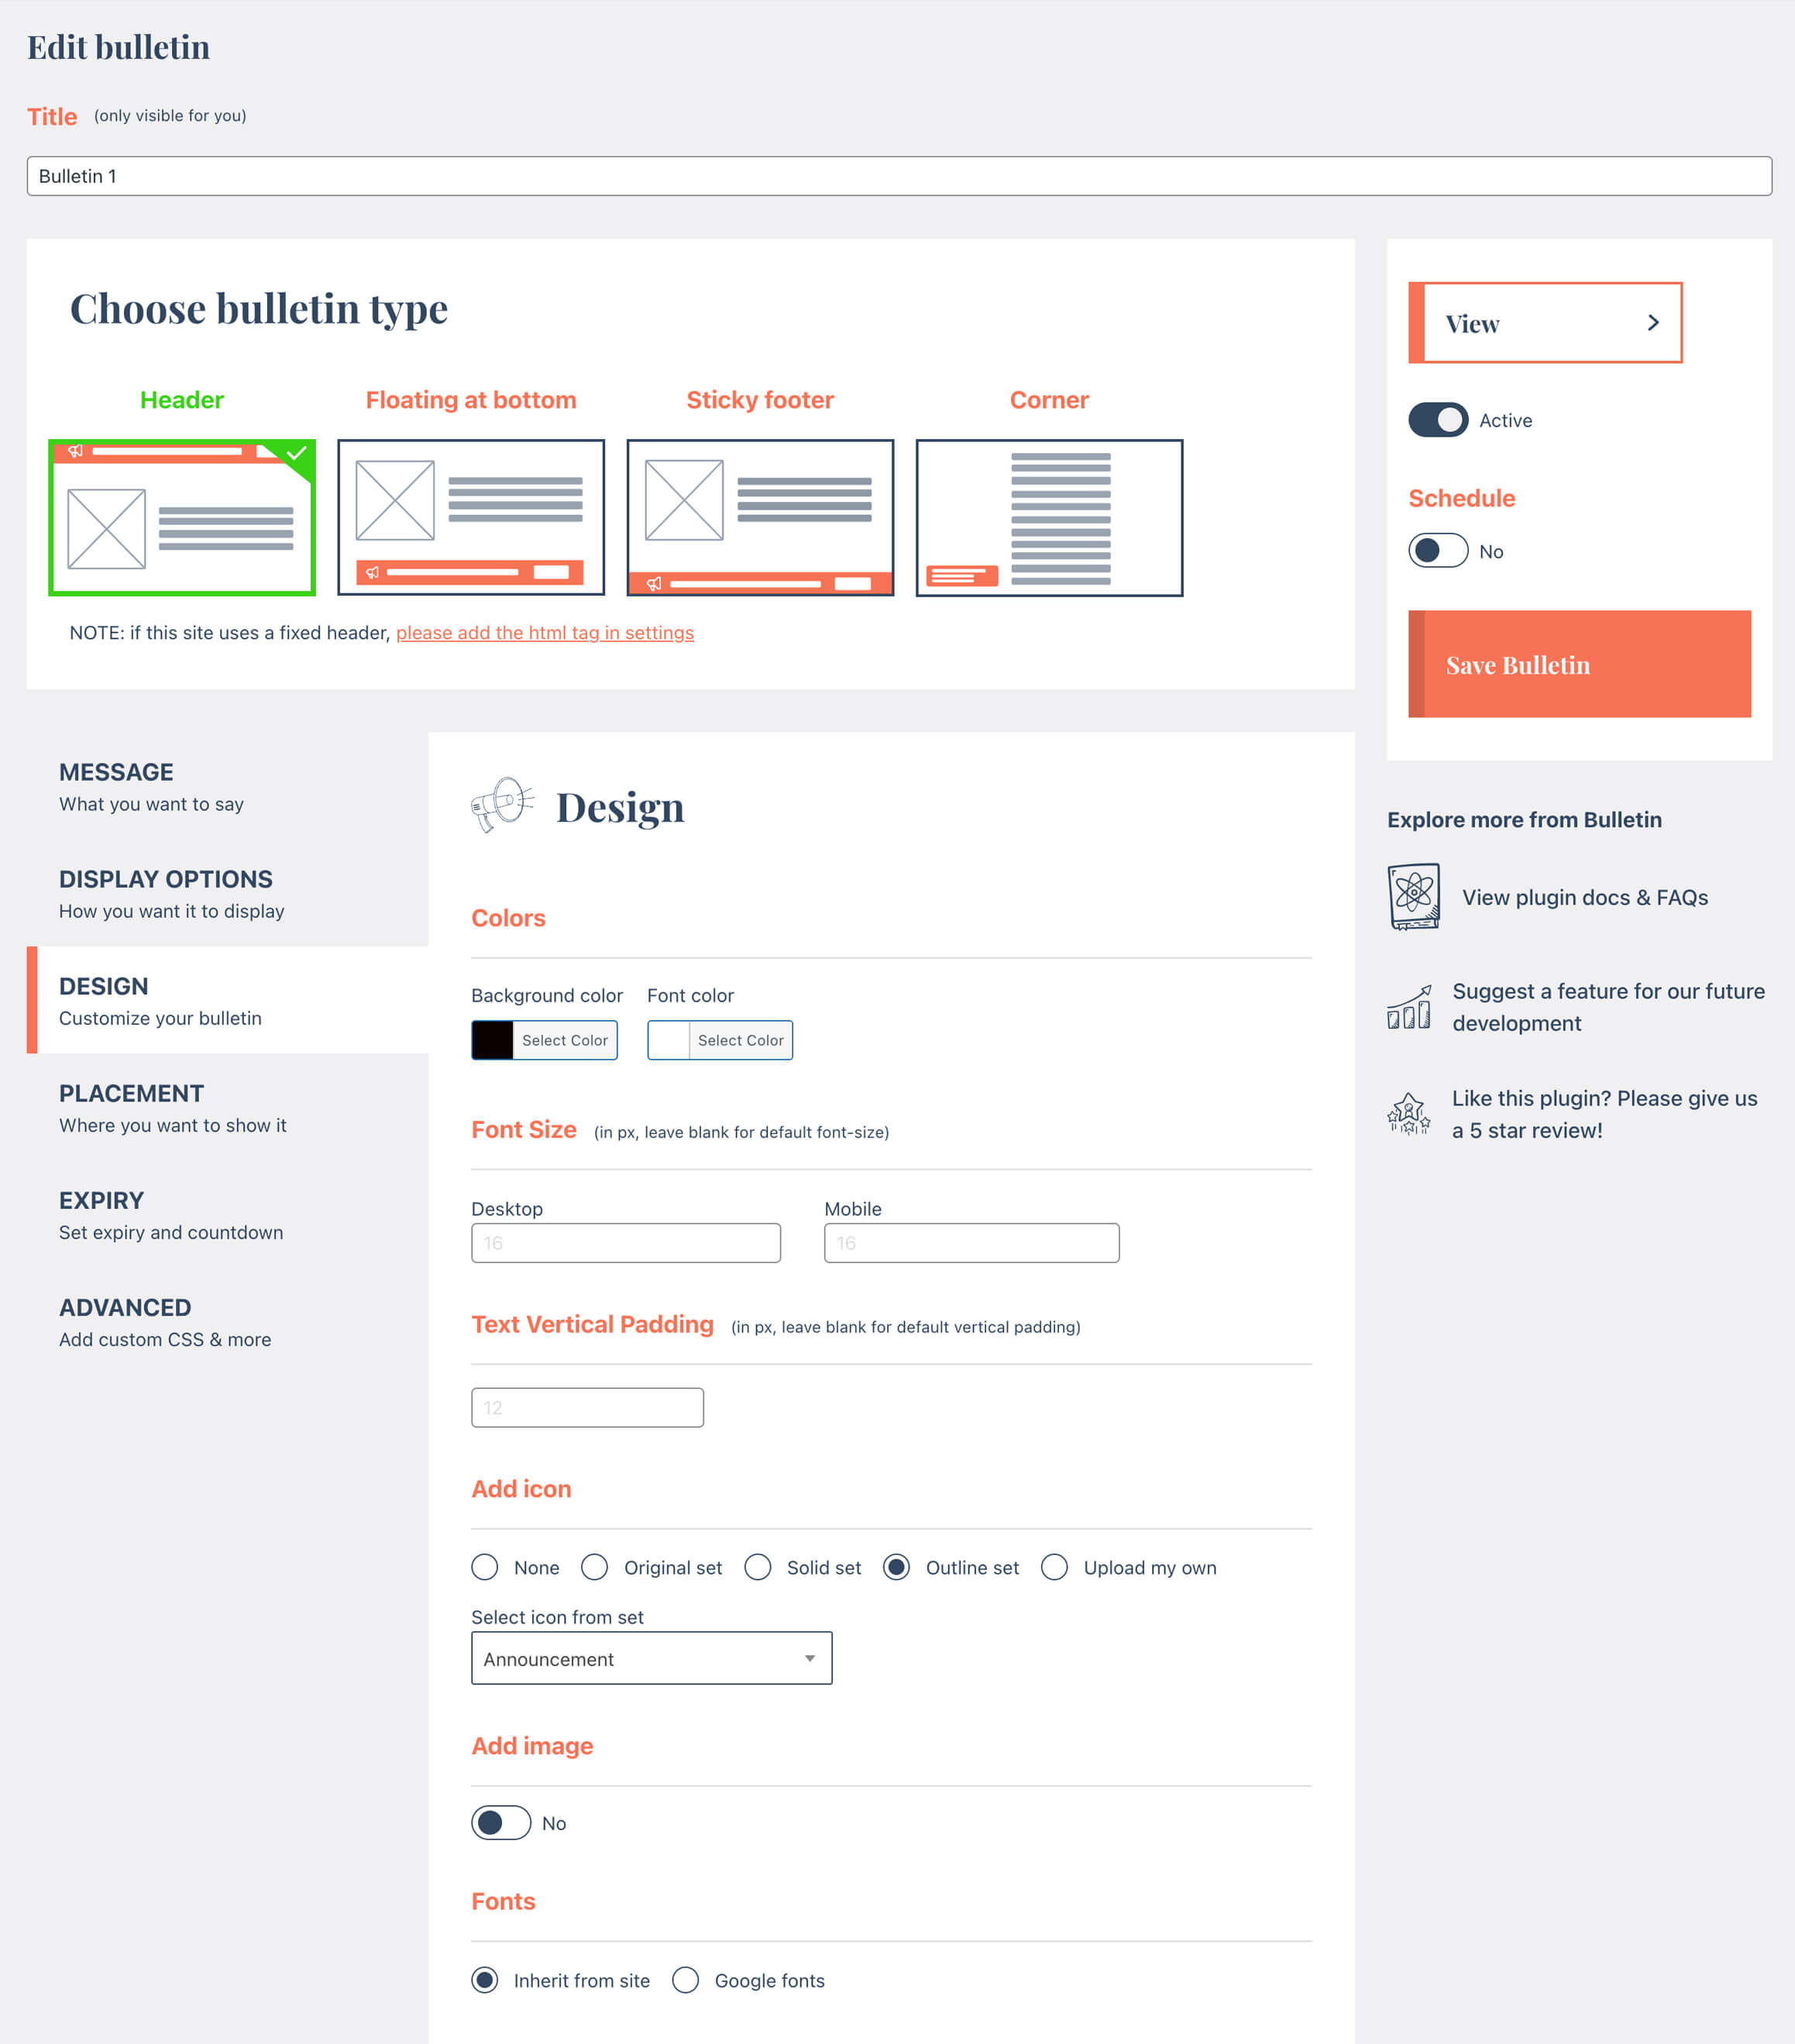 Edit bulletin
Title (only visible for you)
Bulletin 1
Choose bulletin type
Header
Floating at bottom
Sticky footer
Corner
NOTE: if this site uses a fixed header, please add the html tag in settings
View
Active
Schedule
No
Save Bulletin
MESSAGE
What you want to say
DISPLAY OPTIONS
How you want it to display
DESIGN
Customize your bulletin
PLACEMENT
Where you want to show it
EXPIRY
Set expiry and countdown
ADVANCED
Add custom CSS & more
Design
Colors
Background color
Font color
Select Color
Select Color
Font Size (in px, leave blank for default font-size)
Desktop
Mobile
16
16
Text Vertical Padding (in px, leave blank for default vertical padding)
12
Add icon
None
Original set
Solid set
Outline set
Upload my own
Select icon from set
Announcement
Add image
No
Fonts
Inherit from site
Google fonts
Explore more from Bulletin
View plugin docs & FAQs
Suggest a feature for our future
development
Like this plugin? Please give us
a 5 star review!